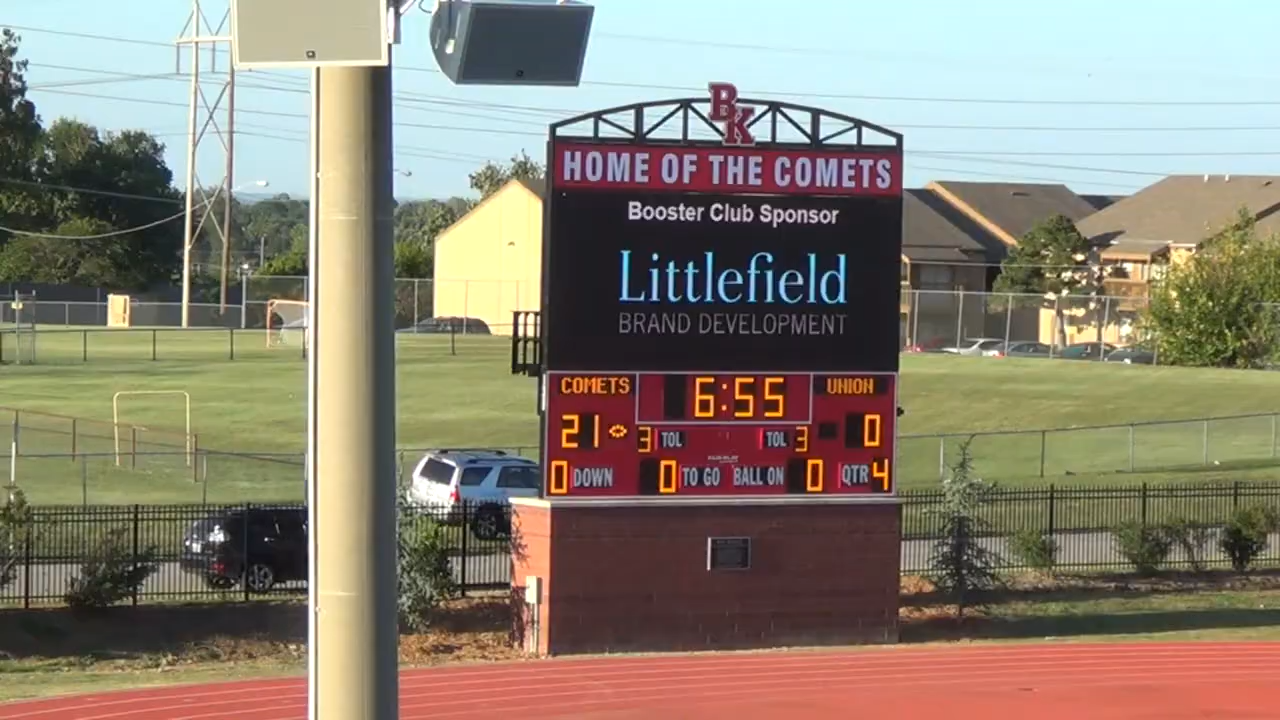 BK
HOME OF THE COMETS
Booster Club Sponsor
Littlefield
BRAND DEVELOPMENT
COMETS 6:55 UNION
21 3 TOL TOL 3 0
0 DOWN 0 TO GO BALL ON 0 QTR 4